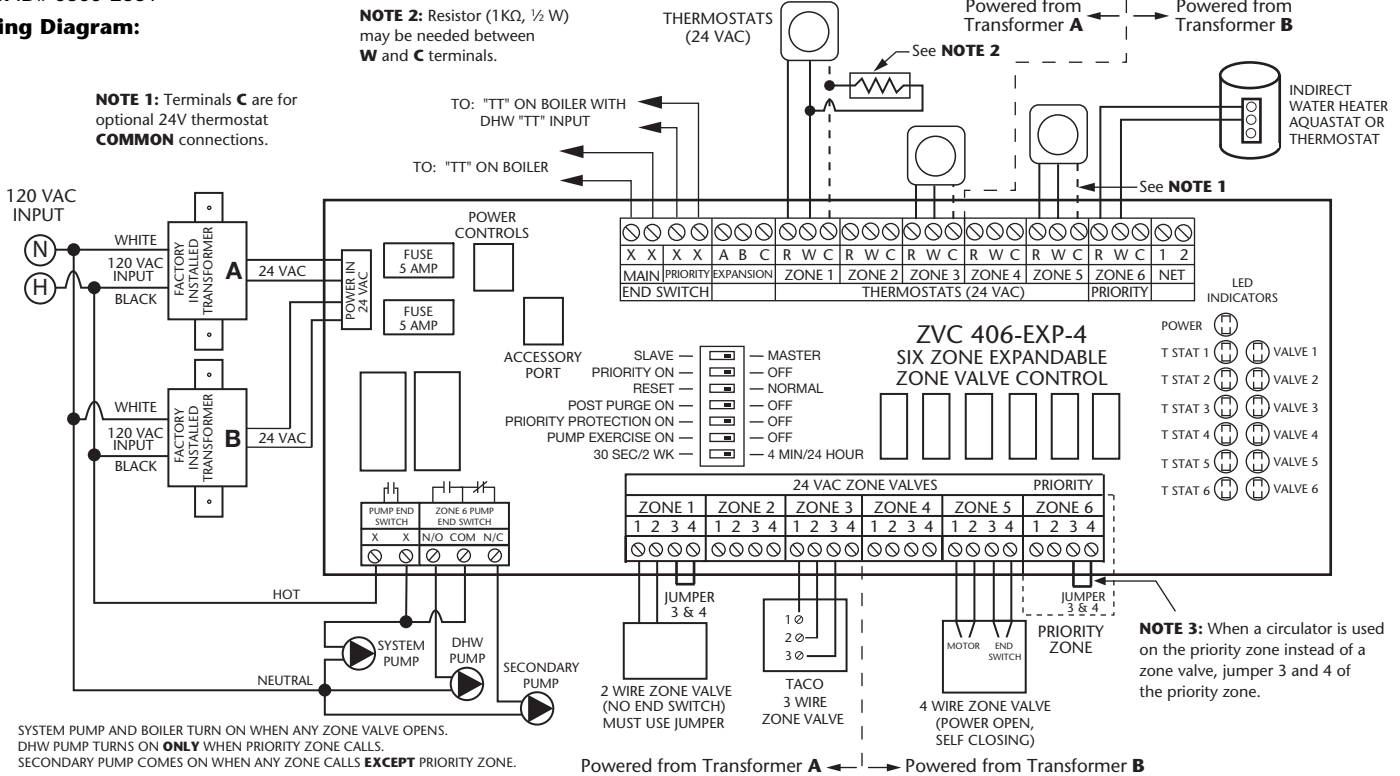 ing Diagram:
NOTE 2: Resistor (1KΩ, ½ W)
may be needed between
W and C terminals.
THERMOSTATS
(24 VAC)
Powered from
Transformer A
Powered from
Transformer B
See NOTE 2
NOTE 1: Terminals C are for
optional 24V thermostat
COMMON connections.
TO: "TT" ON BOILER WITH
DHW "TT" INPUT
TO: "TT" ON BOILER
INDIRECT
WATER HEATER
AQUASTAT OR
THERMOSTAT
See NOTE 1
120 VAC
INPUT
N
H
WHITE
120 VAC
INPUT
BLACK
FACTORY
INSTALLED
TRANSFORMER
A
24 VAC
WHITE
120 VAC
INPUT
BLACK
FACTORY
INSTALLED
TRANSFORMER
B
24 VAC
POWER IN
24 VAC
FUSE
5 AMP
FUSE
5 AMP
POWER
CONTROLS
ACCESSORY
PORT
X X X X A B C R W C R W C R W C R W C R W C R W C 1 2
MAIN PRIORITY EXPANSION ZONE 1 ZONE 2 ZONE 3 ZONE 4 ZONE 5 ZONE 6 NET
END SWITCH THERMOSTATS (24 VAC) PRIORITY
SLAVE MASTER
PRIORITY ON OFF
RESET NORMAL
POST PURGE ON OFF
PRIORITY PROTECTION ON OFF
PUMP EXERCISE ON OFF
30 SEC/2 WK 4 MIN/24 HOUR
ZVC 406-EXP-4
SIX ZONE EXPANDABLE
ZONE VALVE CONTROL
LED
INDICATORS
POWER
T STAT 1 VALVE 1
T STAT 2 VALVE 2
T STAT 3 VALVE 3
T STAT 4 VALVE 4
T STAT 5 VALVE 5
T STAT 6 VALVE 6
PUMP END
SWITCH
X X
ZONE 6 PUMP
END SWITCH
N/O COM N/C
24 VAC ZONE VALVES PRIORITY
ZONE 1 ZONE 2 ZONE 3 ZONE 4 ZONE 5 ZONE 6
1 2 3 4 1 2 3 4 1 2 3 4 1 2 3 4 1 2 3 4 1 2 3 4
HOT
NEUTRAL
SYSTEM
PUMP
DHW
PUMP
SECONDARY
PUMP
JUMPER
3 & 4
2 WIRE ZONE VALVE
(NO END SWITCH)
MUST USE JUMPER
1
2
3
TACO
3 WIRE
ZONE VALVE
MOTOR
END
SWITCH
4 WIRE ZONE VALVE
(POWER OPEN,
SELF CLOSING)
JUMPER
3 & 4
PRIORITY
ZONE
NOTE 3: When a circulator is used
on the priority zone instead of a
zone valve, jumper 3 and 4 of
the priority zone.
SYSTEM PUMP AND BOILER TURN ON WHEN ANY ZONE VALVE OPENS.
DHW PUMP TURNS ON ONLY WHEN PRIORITY ZONE CALLS.
SECONDARY PUMP COMES ON WHEN ANY ZONE CALLS EXCEPT PRIORITY ZONE.
Powered from Transformer A
Powered from Transformer B